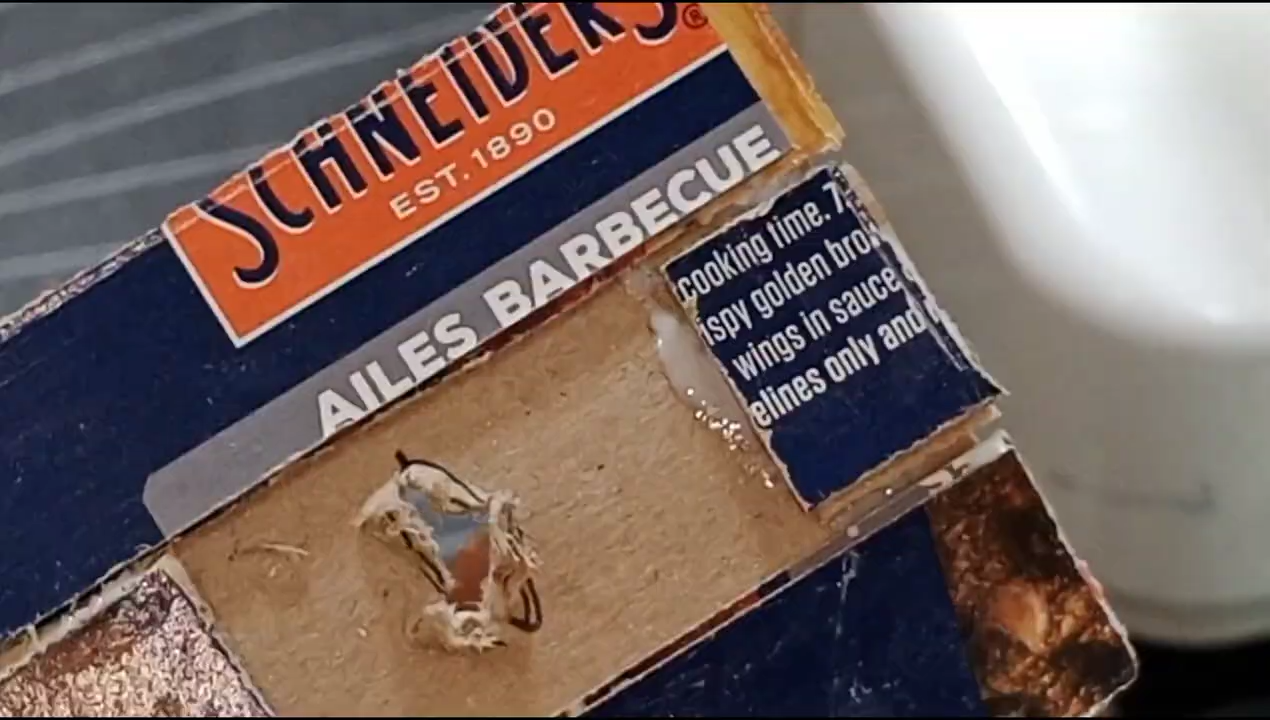 SCHNEIDERS®
EST. 1890
AILES BARBECUE
cooking time. 7
ispy golden bro
wings in sauce
elines only and